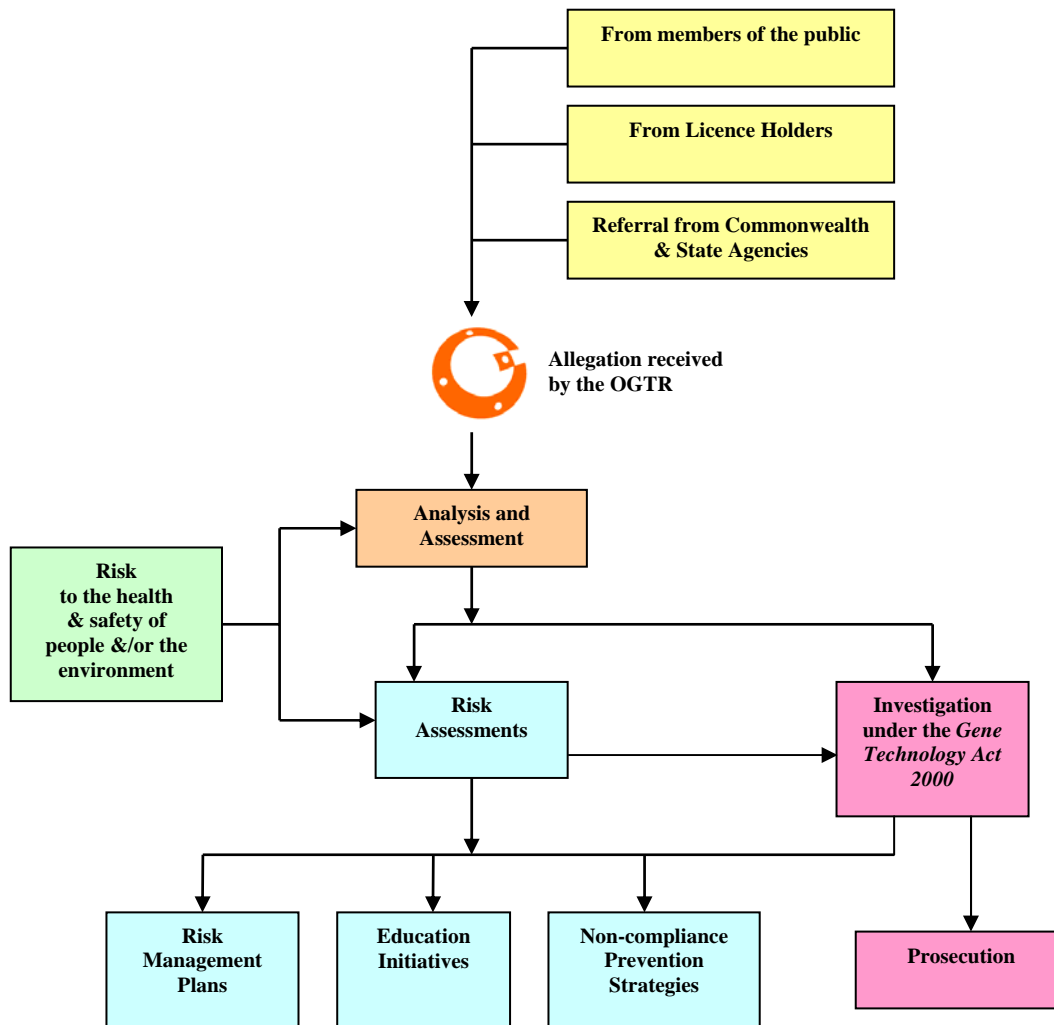 From members of the public
From Licence Holders
Referral from Commonwealth
& State Agencies
Allegation received
by the OGTR
Analysis and
Assessment
Risk
to the health
& safety of
people &/or the
environment
Risk
Assessments
Investigation
under the Gene
Technology Act
2000
Risk
Management
Plans
Education
Initiatives
Non-compliance
Prevention
Strategies
Prosecution